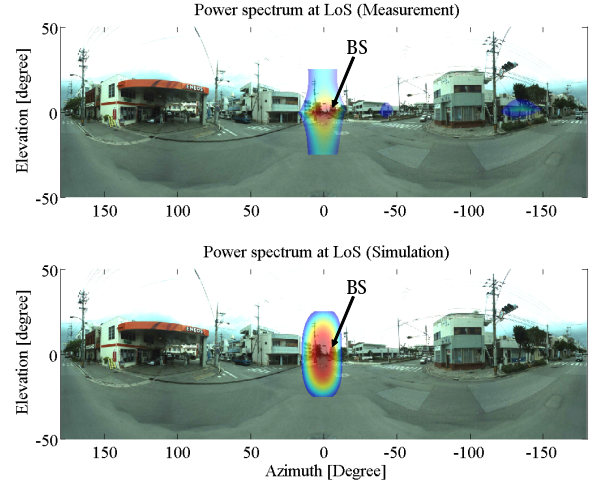 Power spectrum at LoS (Measurement)
50
BS
ENEOS
0
-50
Elevation [degree]
150 100 50 0 -50 -100 -150
Power spectrum at LoS (Simulation)
50
BS
ENEOS
0
-50
Elevation [degree]
150 100 50 0 -50 -100 -150
Azimuth [Degree]